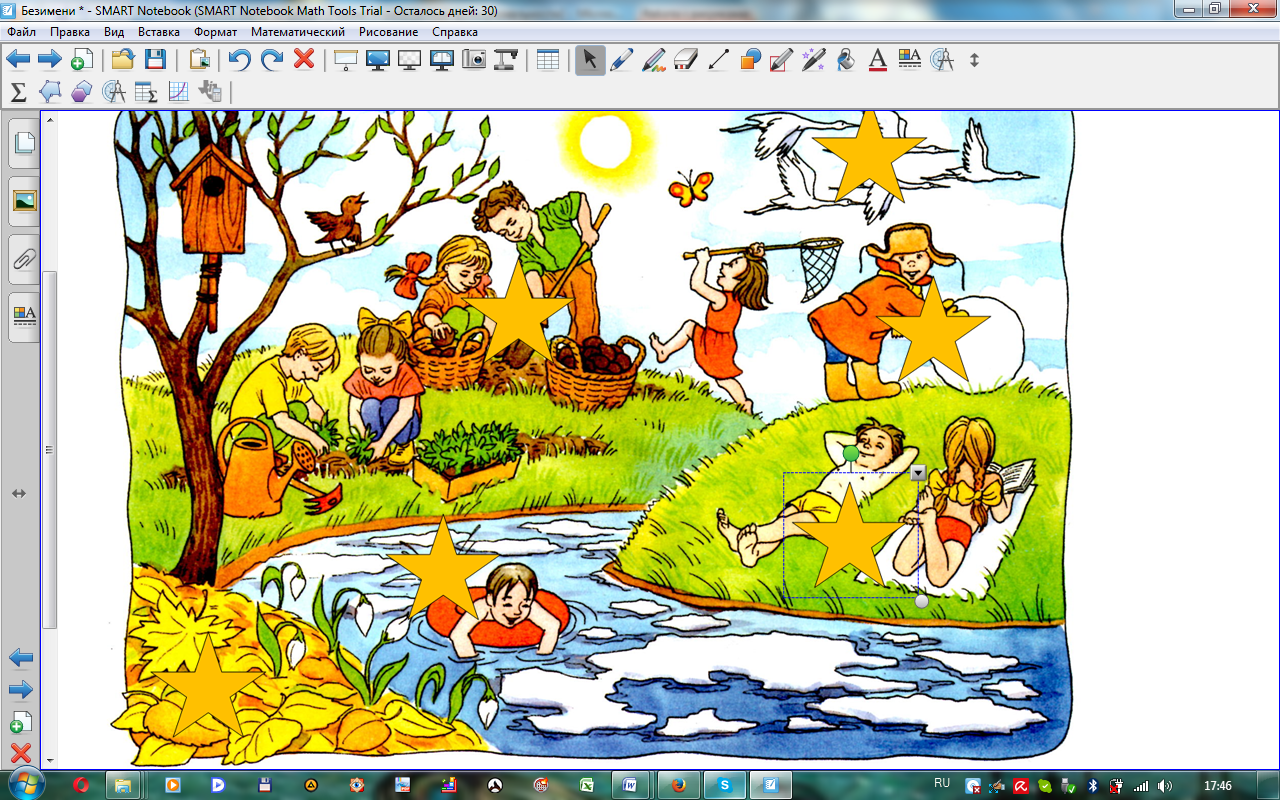 Безимени * - SMART Notebook (SMART Notebook Math Tools Trial - Осталось дней: 30)
Файл Правка Вид Вставка Формат Математический Рисование Справка
RU 17:46